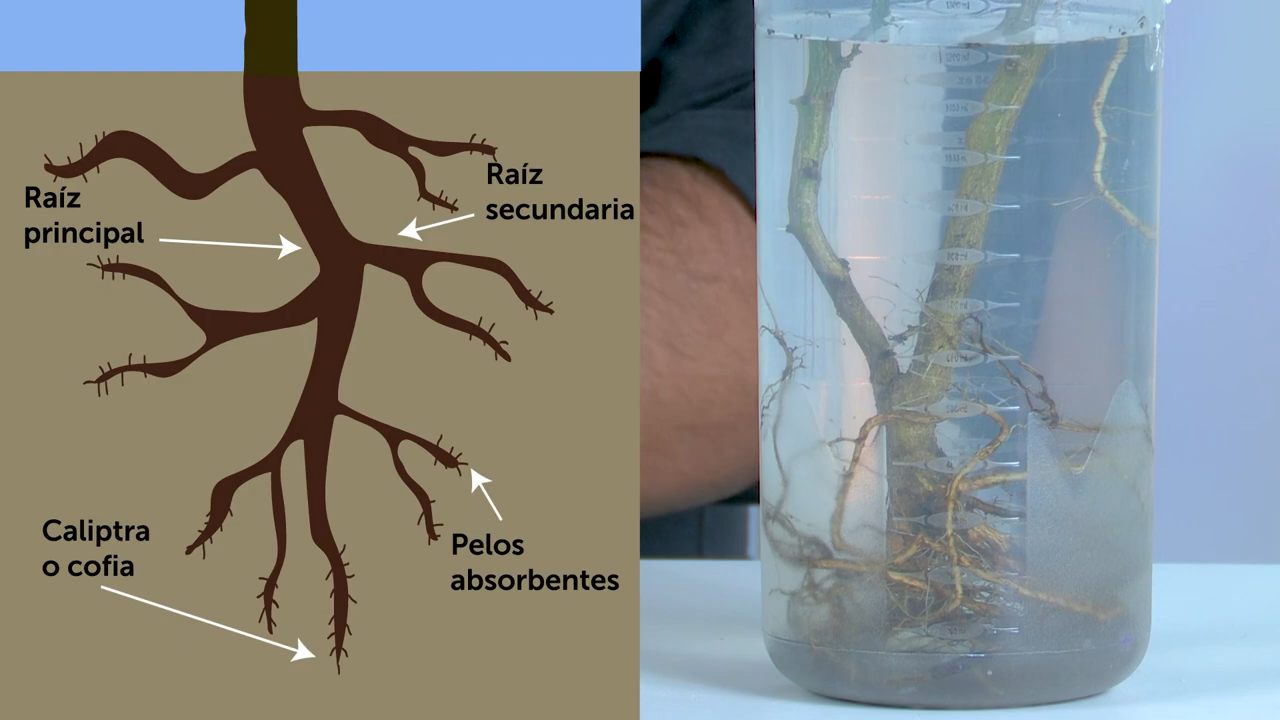 Raíz
principal
Raíz
secundaria
Caliptra
o cofia
Pelos
absorbentes